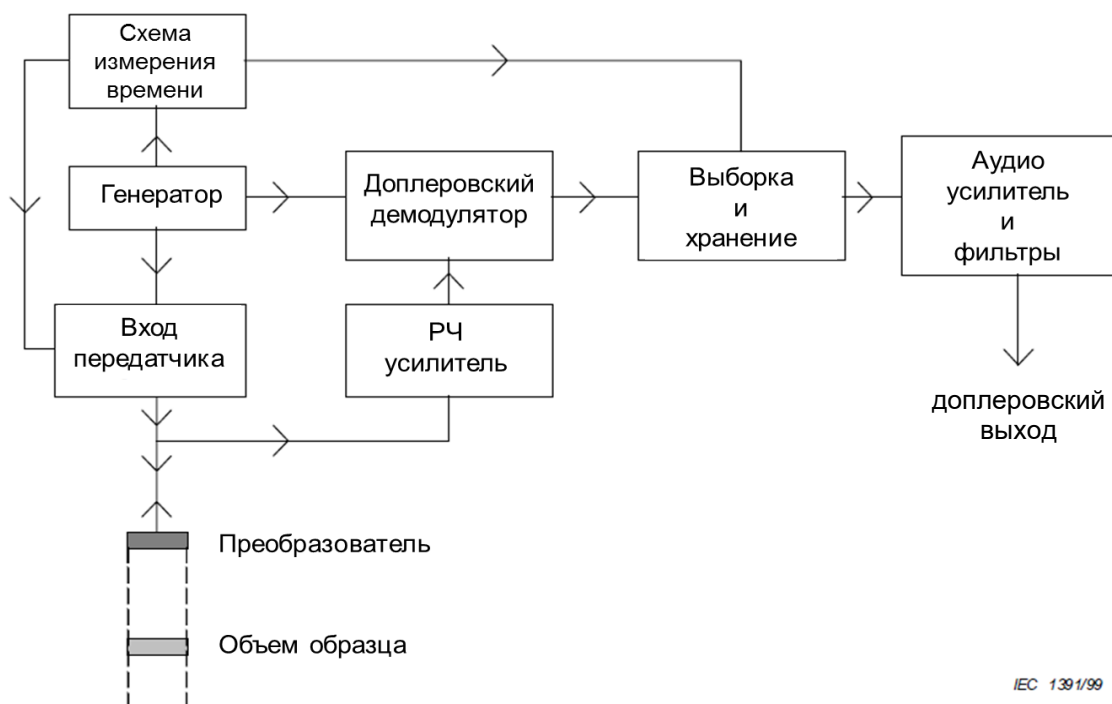 Схема
измерения
времени
Генератор
Доплеровский
демодулятор
Выборка
и
хранение
Аудио
усилитель
и
фильтры
Вход
передатчика
РЧ
усилитель
доплеровский
выход
Преобразователь
Объем образца
IEC 1391/99